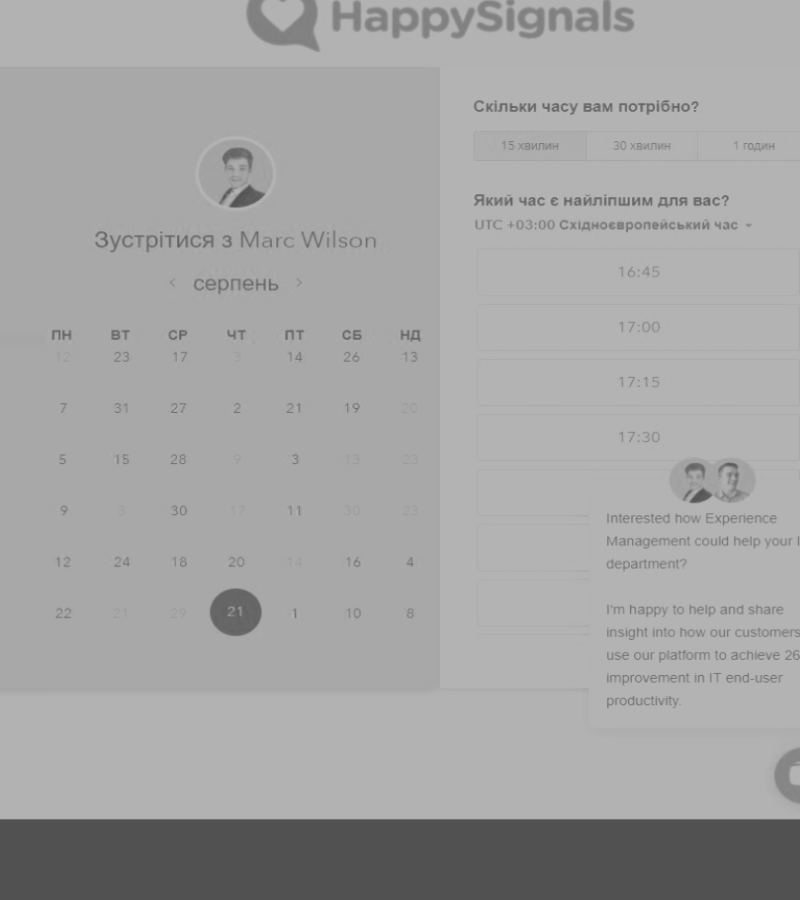 HappySignals
Зустрітися з Marc Wilson
серпень
ПН ВТ СР ЧТ ПТ СБ НД
12 23 17 3 14 26 13
7 31 27 2 21 19 20
5 15 28 9 3 13 23
9 3 30 17 11 30 23
12 24 18 20 14 16 4
22 21 29 21 1 10 8
Скільки часу вам потрібно?
15 хвилин 30 хвилин 1 годин
Який час є найліпшим для вас?
UTC +03:00 Східноєвропейський час
16:45
17:00
17:15
17:30
Interested how Experience
Management could help your I
department?
I'm happy to help and share
insight into how our customers
use our platform to achieve 26
improvement in IT end-user
productivity.